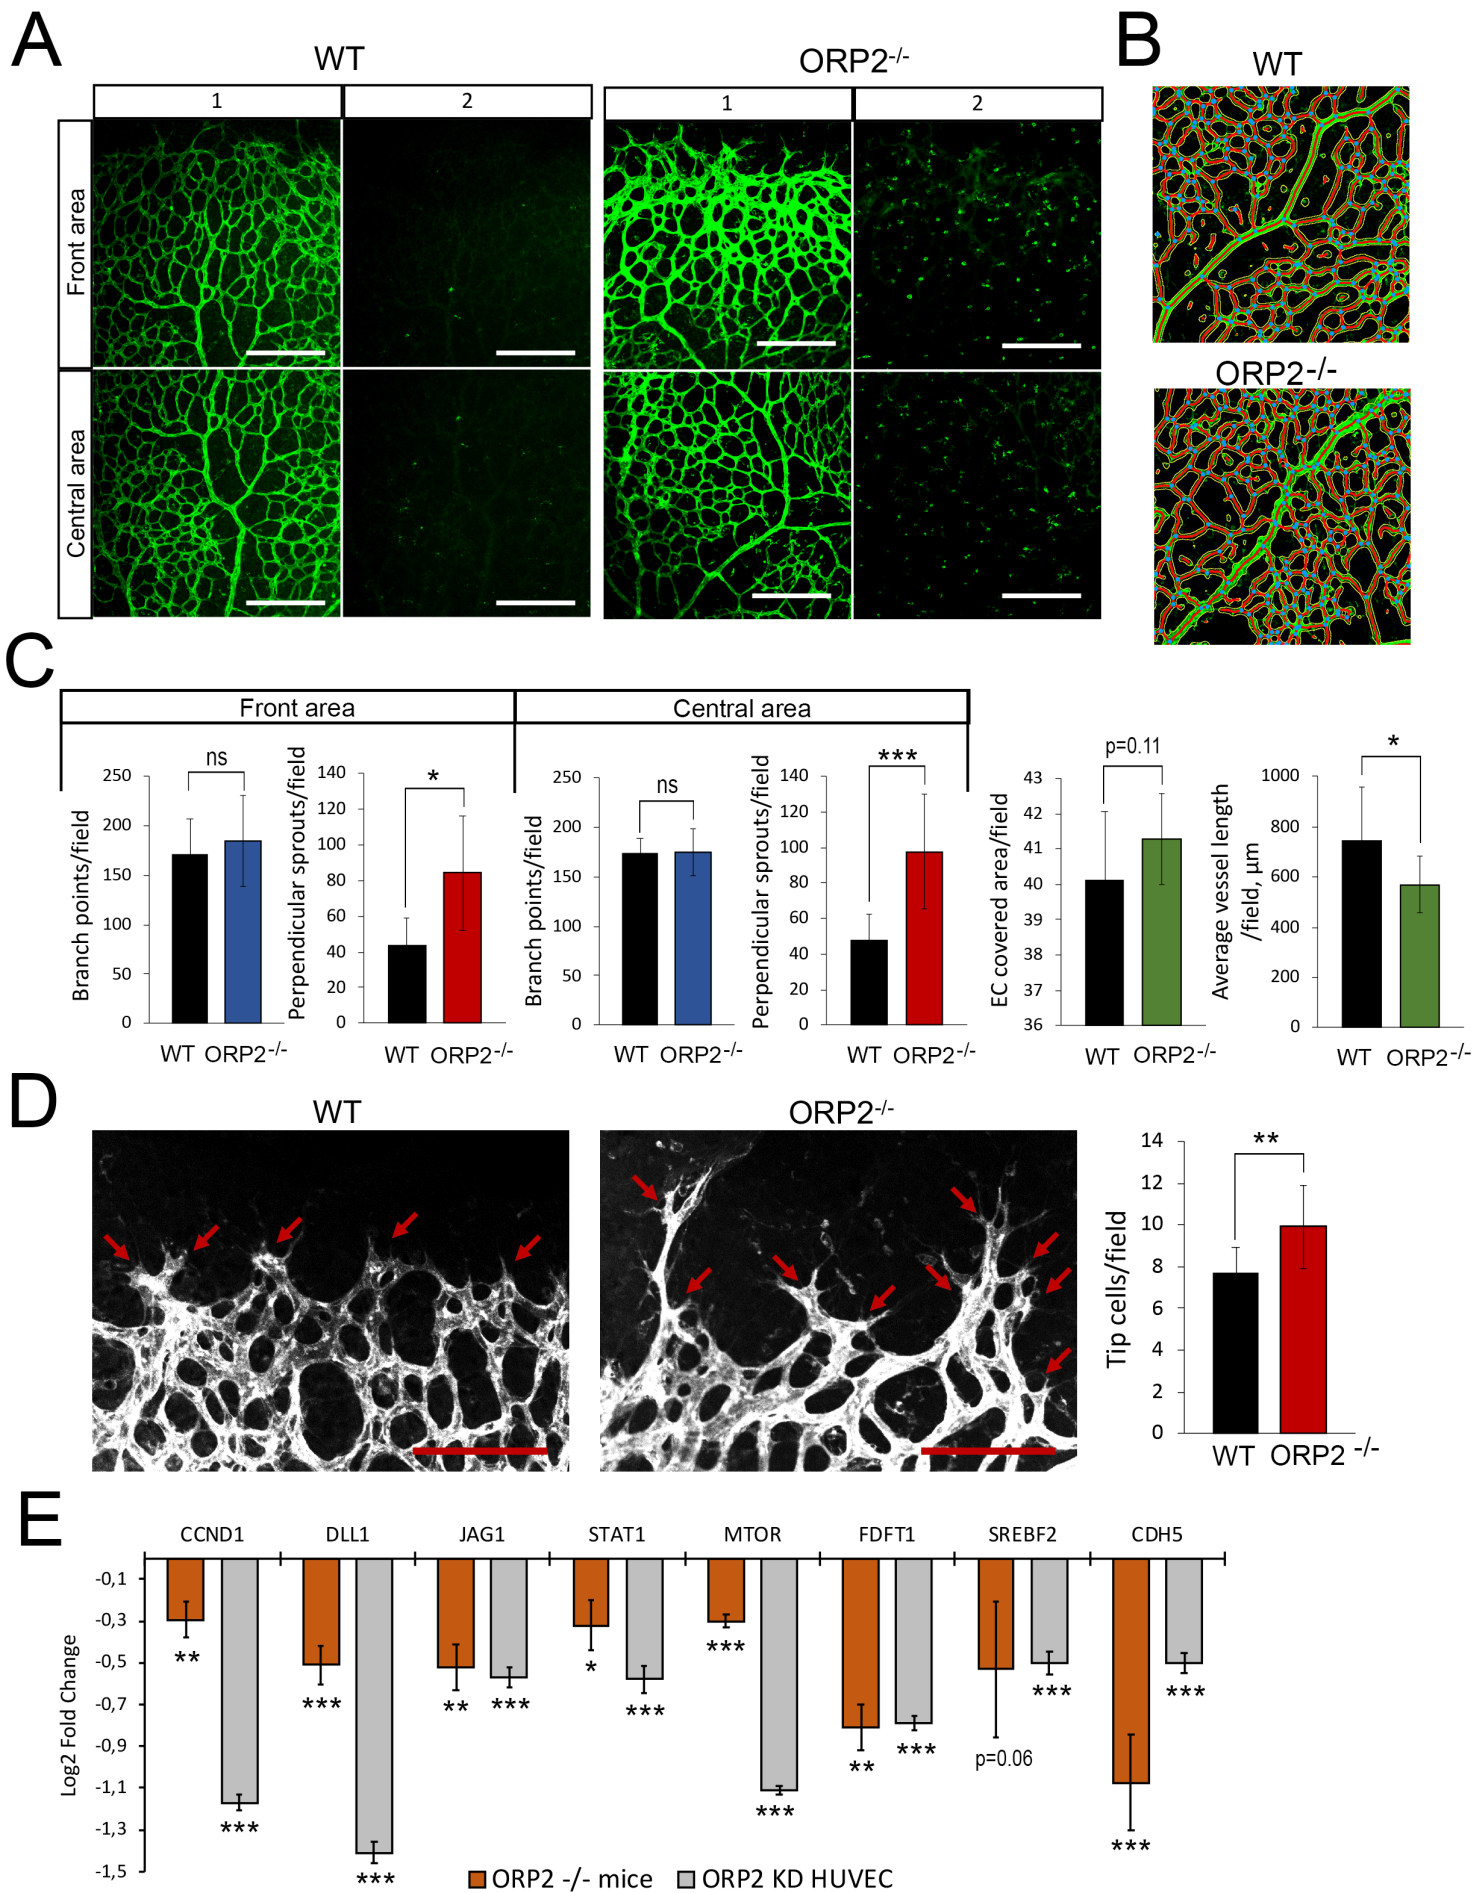 A
WT
ORP2-/-
1
2
1
2
Front area
Central area
B
WT
ORP2-/-
C
Front area
Central area
Branch points/field
250
200
150
100
50
0
ns
WT ORP2-/-
Perpendicular sprouts/field
140
120
100
80
60
40
20
0
*
WT ORP2-/-
Branch points/field
250
200
150
100
50
0
ns
WT ORP2-/-
Perpendicular sprouts/field
140
120
100
80
60
40
20
0
***
WT ORP2-/-
EC covered area/field
43
42
41
40
39
38
37
36
p=0.11
WT ORP2-/-
Average vessel length
/field, µm
1000
800
600
400
200
0
*
WT ORP2-/-
D
WT
ORP2-/-
Tip cells/field
14
12
10
8
6
4
2
0
**
WT ORP2 -/-
E
CCND1 DLL1 JAG1 STAT1 MTOR FDFT1 SREBF2 CDH5
Log2 Fold Change
-0,1
-0,3
-0,5
-0,7
-0,9
-1,1
-1,3
-1,5
**
***
***
***
**
***
*
***
***
***
**
***
p=0.06
***
***
***
ORP2 -/- mice
ORP2 KD HUVEC